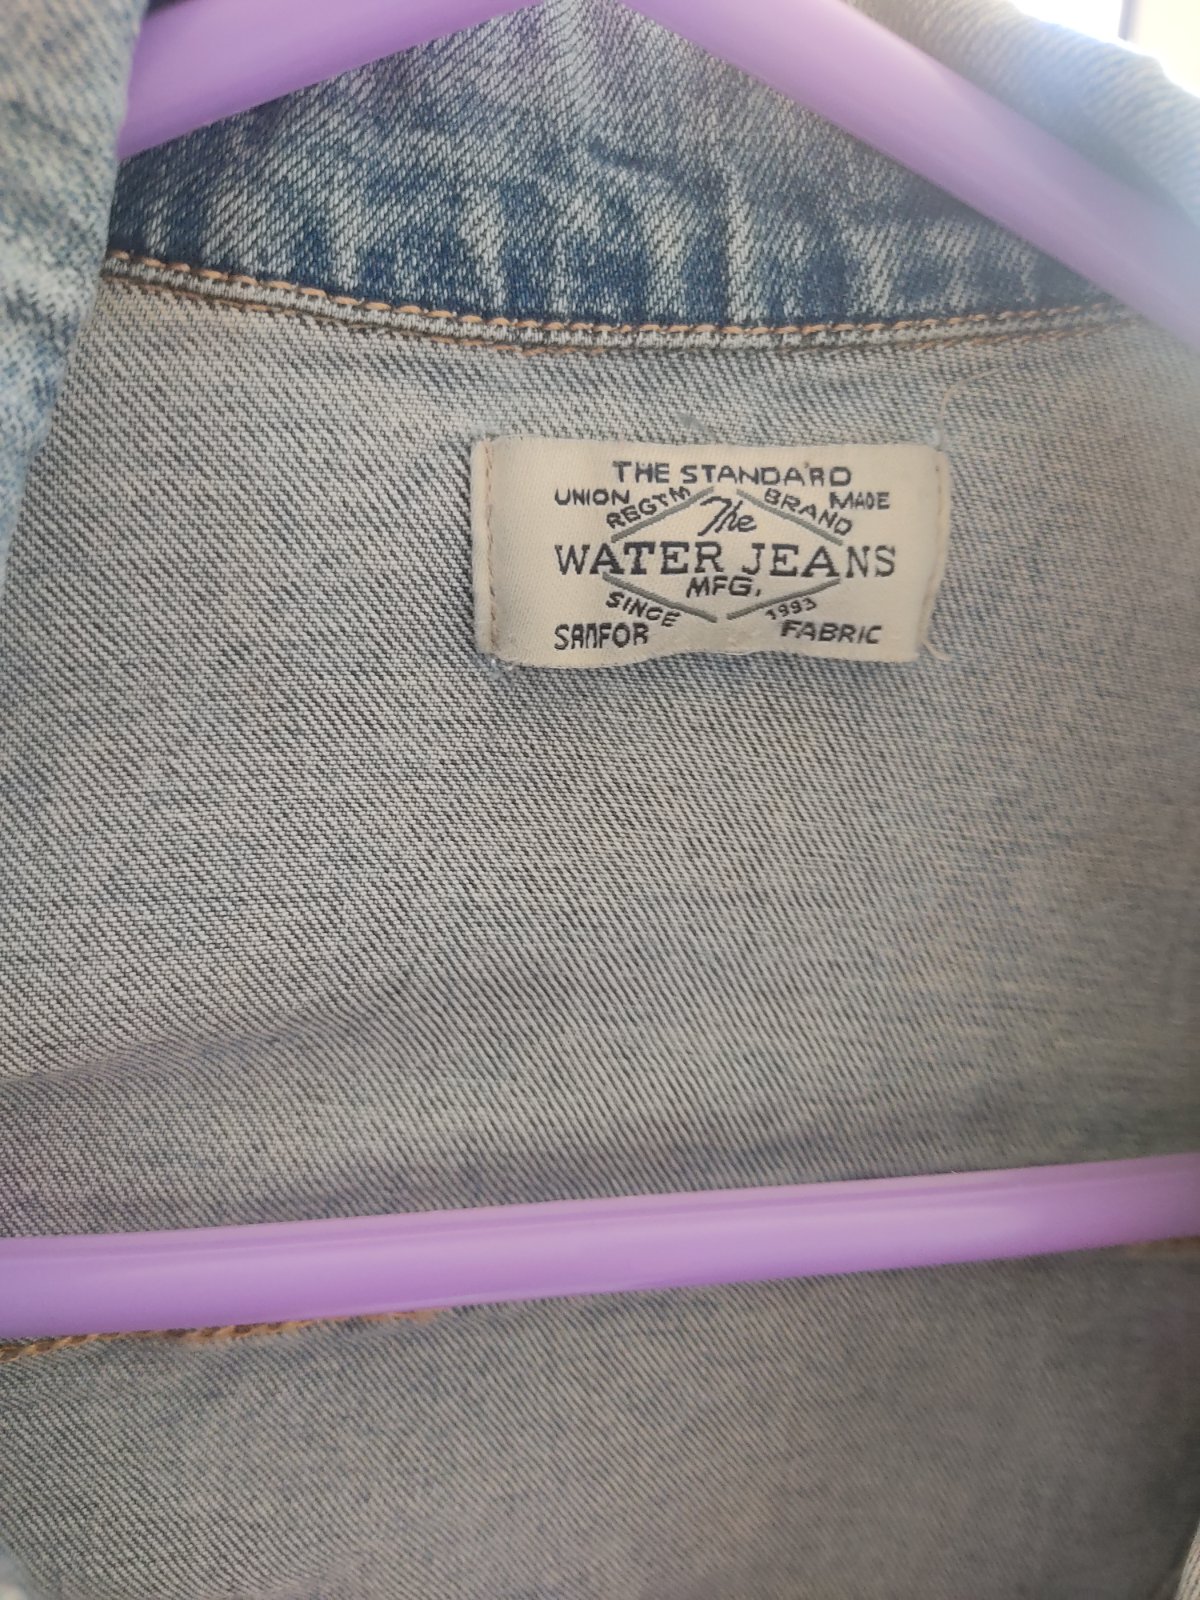 THE STANDARD
UNION REGTM BRAND MADE
The
WATER JEANS
MFG.
SINCE 1993
SANFOR FABRIC